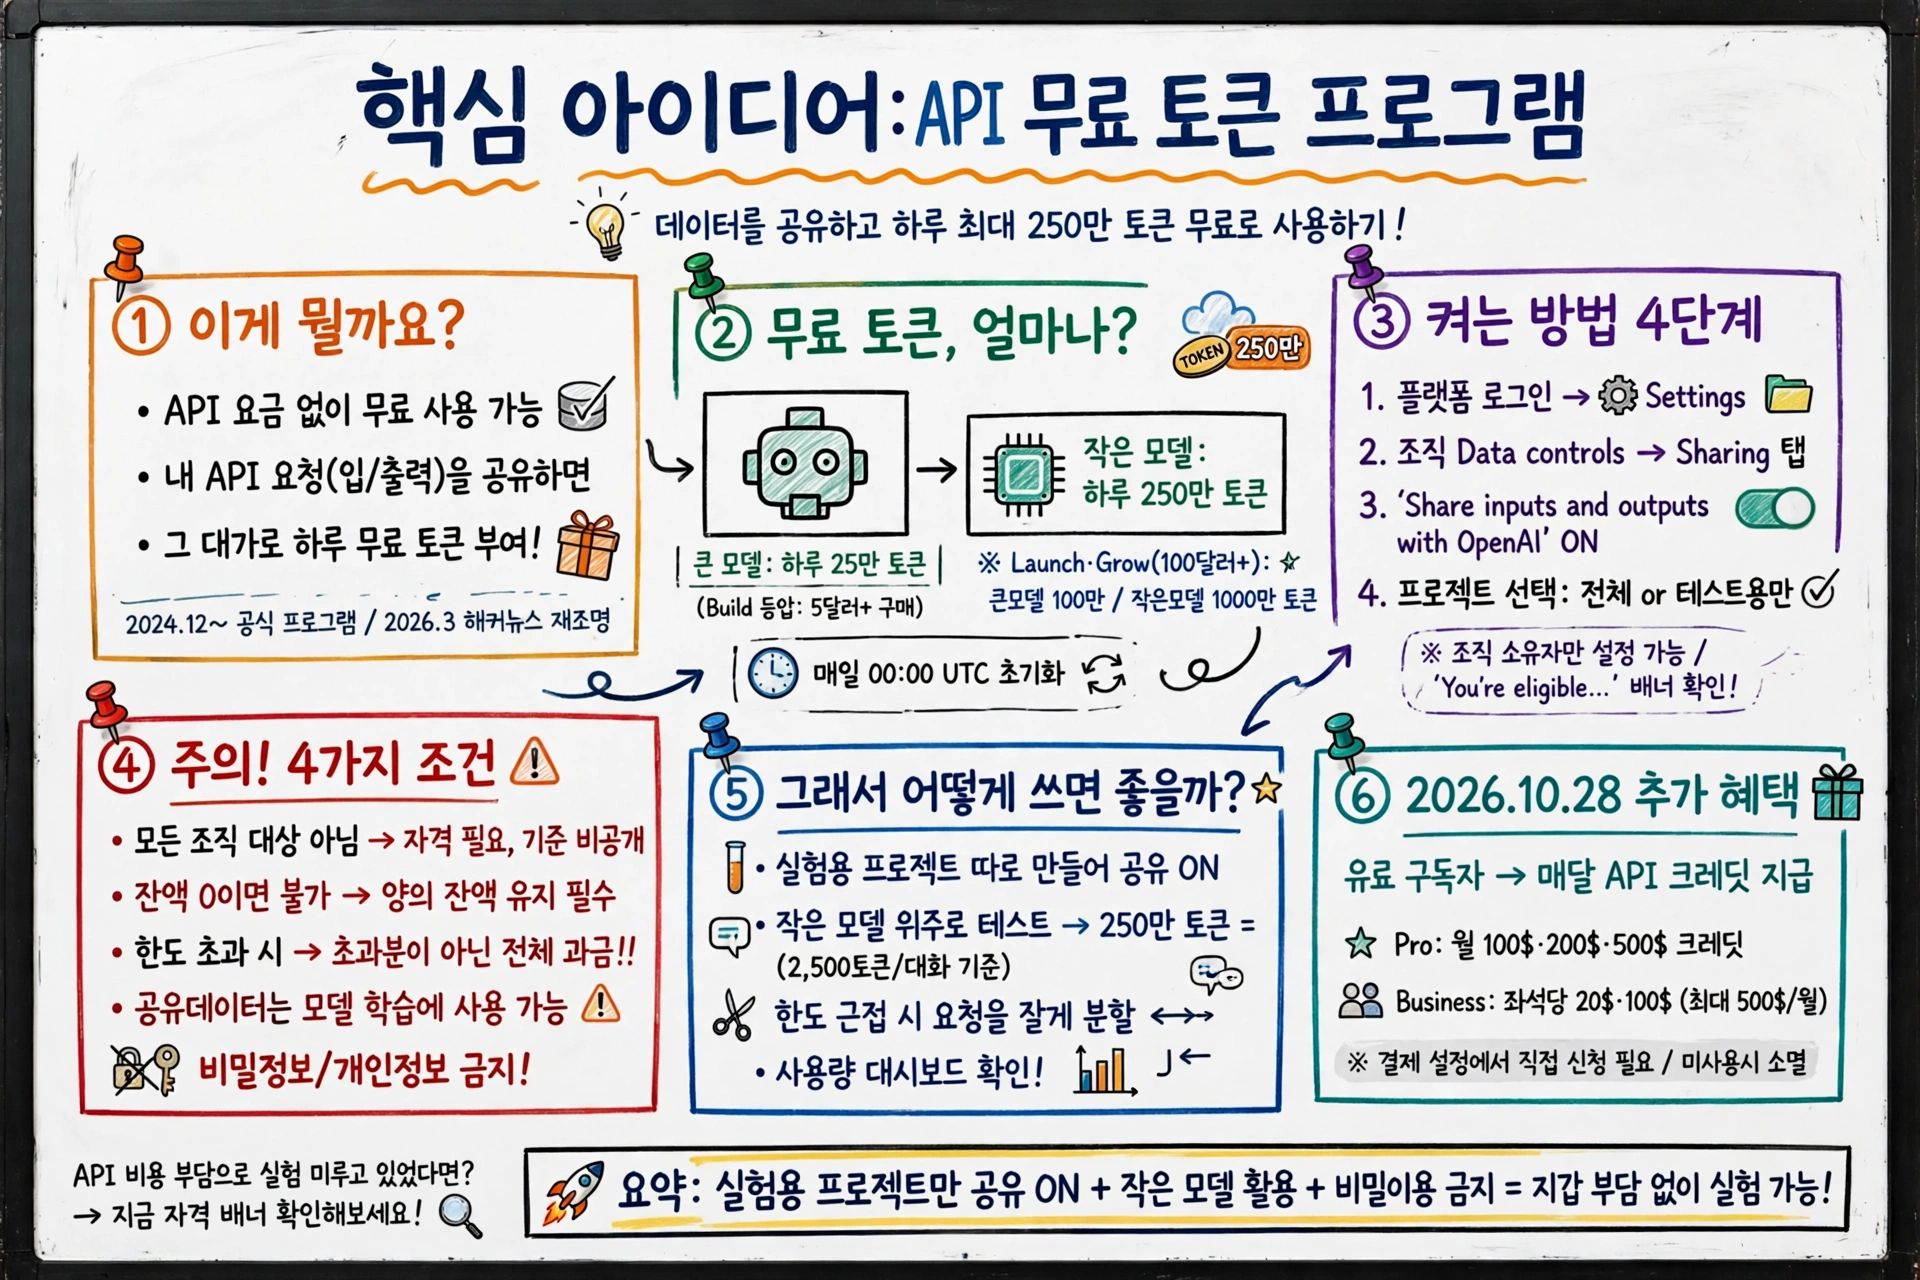 핵심 아이디어: API 무료 토큰 프로그램
데이터를 공유하고 하루 최대 250만 토큰 무료로 사용하기!
① 이게 뭘까요?
• API 요금 없이 무료 사용 가능
• 내 API 요청(입/출력)을 공유하면
• 그 대가로 하루 무료 토큰 부여!
2024.12~ 공식 프로그램 / 2026.3 해커뉴스 재조명
② 무료 토큰, 얼마나?
TOKEN
250만
큰 모델: 하루 25만 토큰
(Build 등압: 5달러+ 구매)
작은 모델:
하루 250만 토큰
※ Launch·Grow(100달러+):
큰모델 100만 / 작은모델 1000만 토큰
매일 00:00 UTC 초기화
③ 켜는 방법 4단계
1. 플랫폼 로그인 → Settings
2. 조직 Data controls → Sharing 탭
3. ‘Share inputs and outputs
with OpenAI’ ON
4. 프로젝트 선택: 전체 or 테스트용만
※ 조직 소유자만 설정 가능 /
‘You're eligible...’ 배너 확인!
④ 주의! 4가지 조건
• 모든 조직 대상 아님 → 자격 필요, 기준 비공개
• 잔액 0이면 불가 → 양의 잔액 유지 필수
• 한도 초과 시 → 초과분이 아닌 전체 과금!!
• 공유데이터는 모델 학습에 사용 가능
비밀정보/개인정보 금지!
⑤ 그래서 어떻게 쓰면 좋을까?
• 실험용 프로젝트 따로 만들어 공유 ON
• 작은 모델 위주로 테스트 → 250만 토큰 =
(2,500토큰/대화 기준)
한도 근접 시 요청을 잘게 분할
• 사용량 대시보드 확인!
⑥ 2026.10.28 추가 혜택
유료 구독자 → 매달 API 크레딧 지급
Pro: 월 100$·200$·500$ 크레딧
Business: 좌석당 20$·100$ (최대 500$/월)
※ 결제 설정에서 직접 신청 필요 / 미사용시 소멸
API 비용 부담으로 실험 미루고 있었다면?
→ 지금 자격 배너 확인해보세요!
요약: 실험용 프로젝트만 공유 ON + 작은 모델 활용 + 비밀이용 금지 = 지갑 부담 없이 실험 가능!